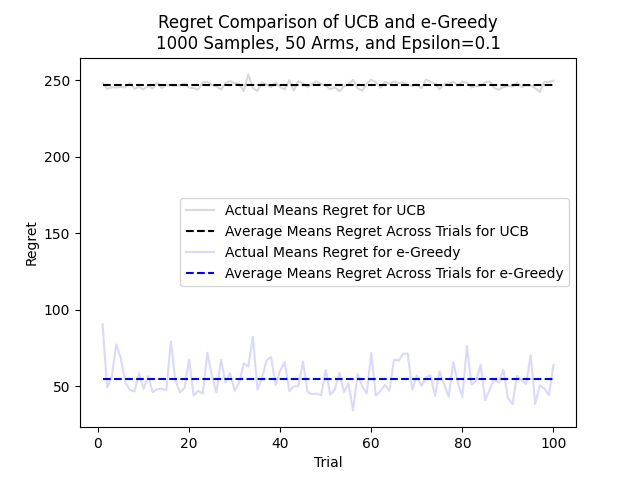 Regret Comparison of UCB and e-Greedy
1000 Samples, 50 Arms, and Epsilon=0.1
250
200
150
100
50
Regret
Actual Means Regret for UCB
Average Means Regret Across Trials for UCB
Actual Means Regret for e-Greedy
Average Means Regret Across Trials for e-Greedy
0 20 40 60 80 100
Trial